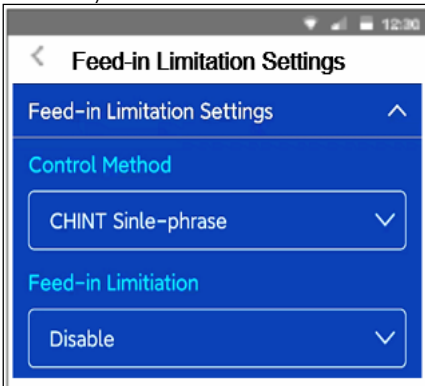 12:30
Feed-in Limitation Settings
Feed-in Limitation Settings
Control Method
CHINT Sinle-phrase
Feed-in Limitiation
Disable